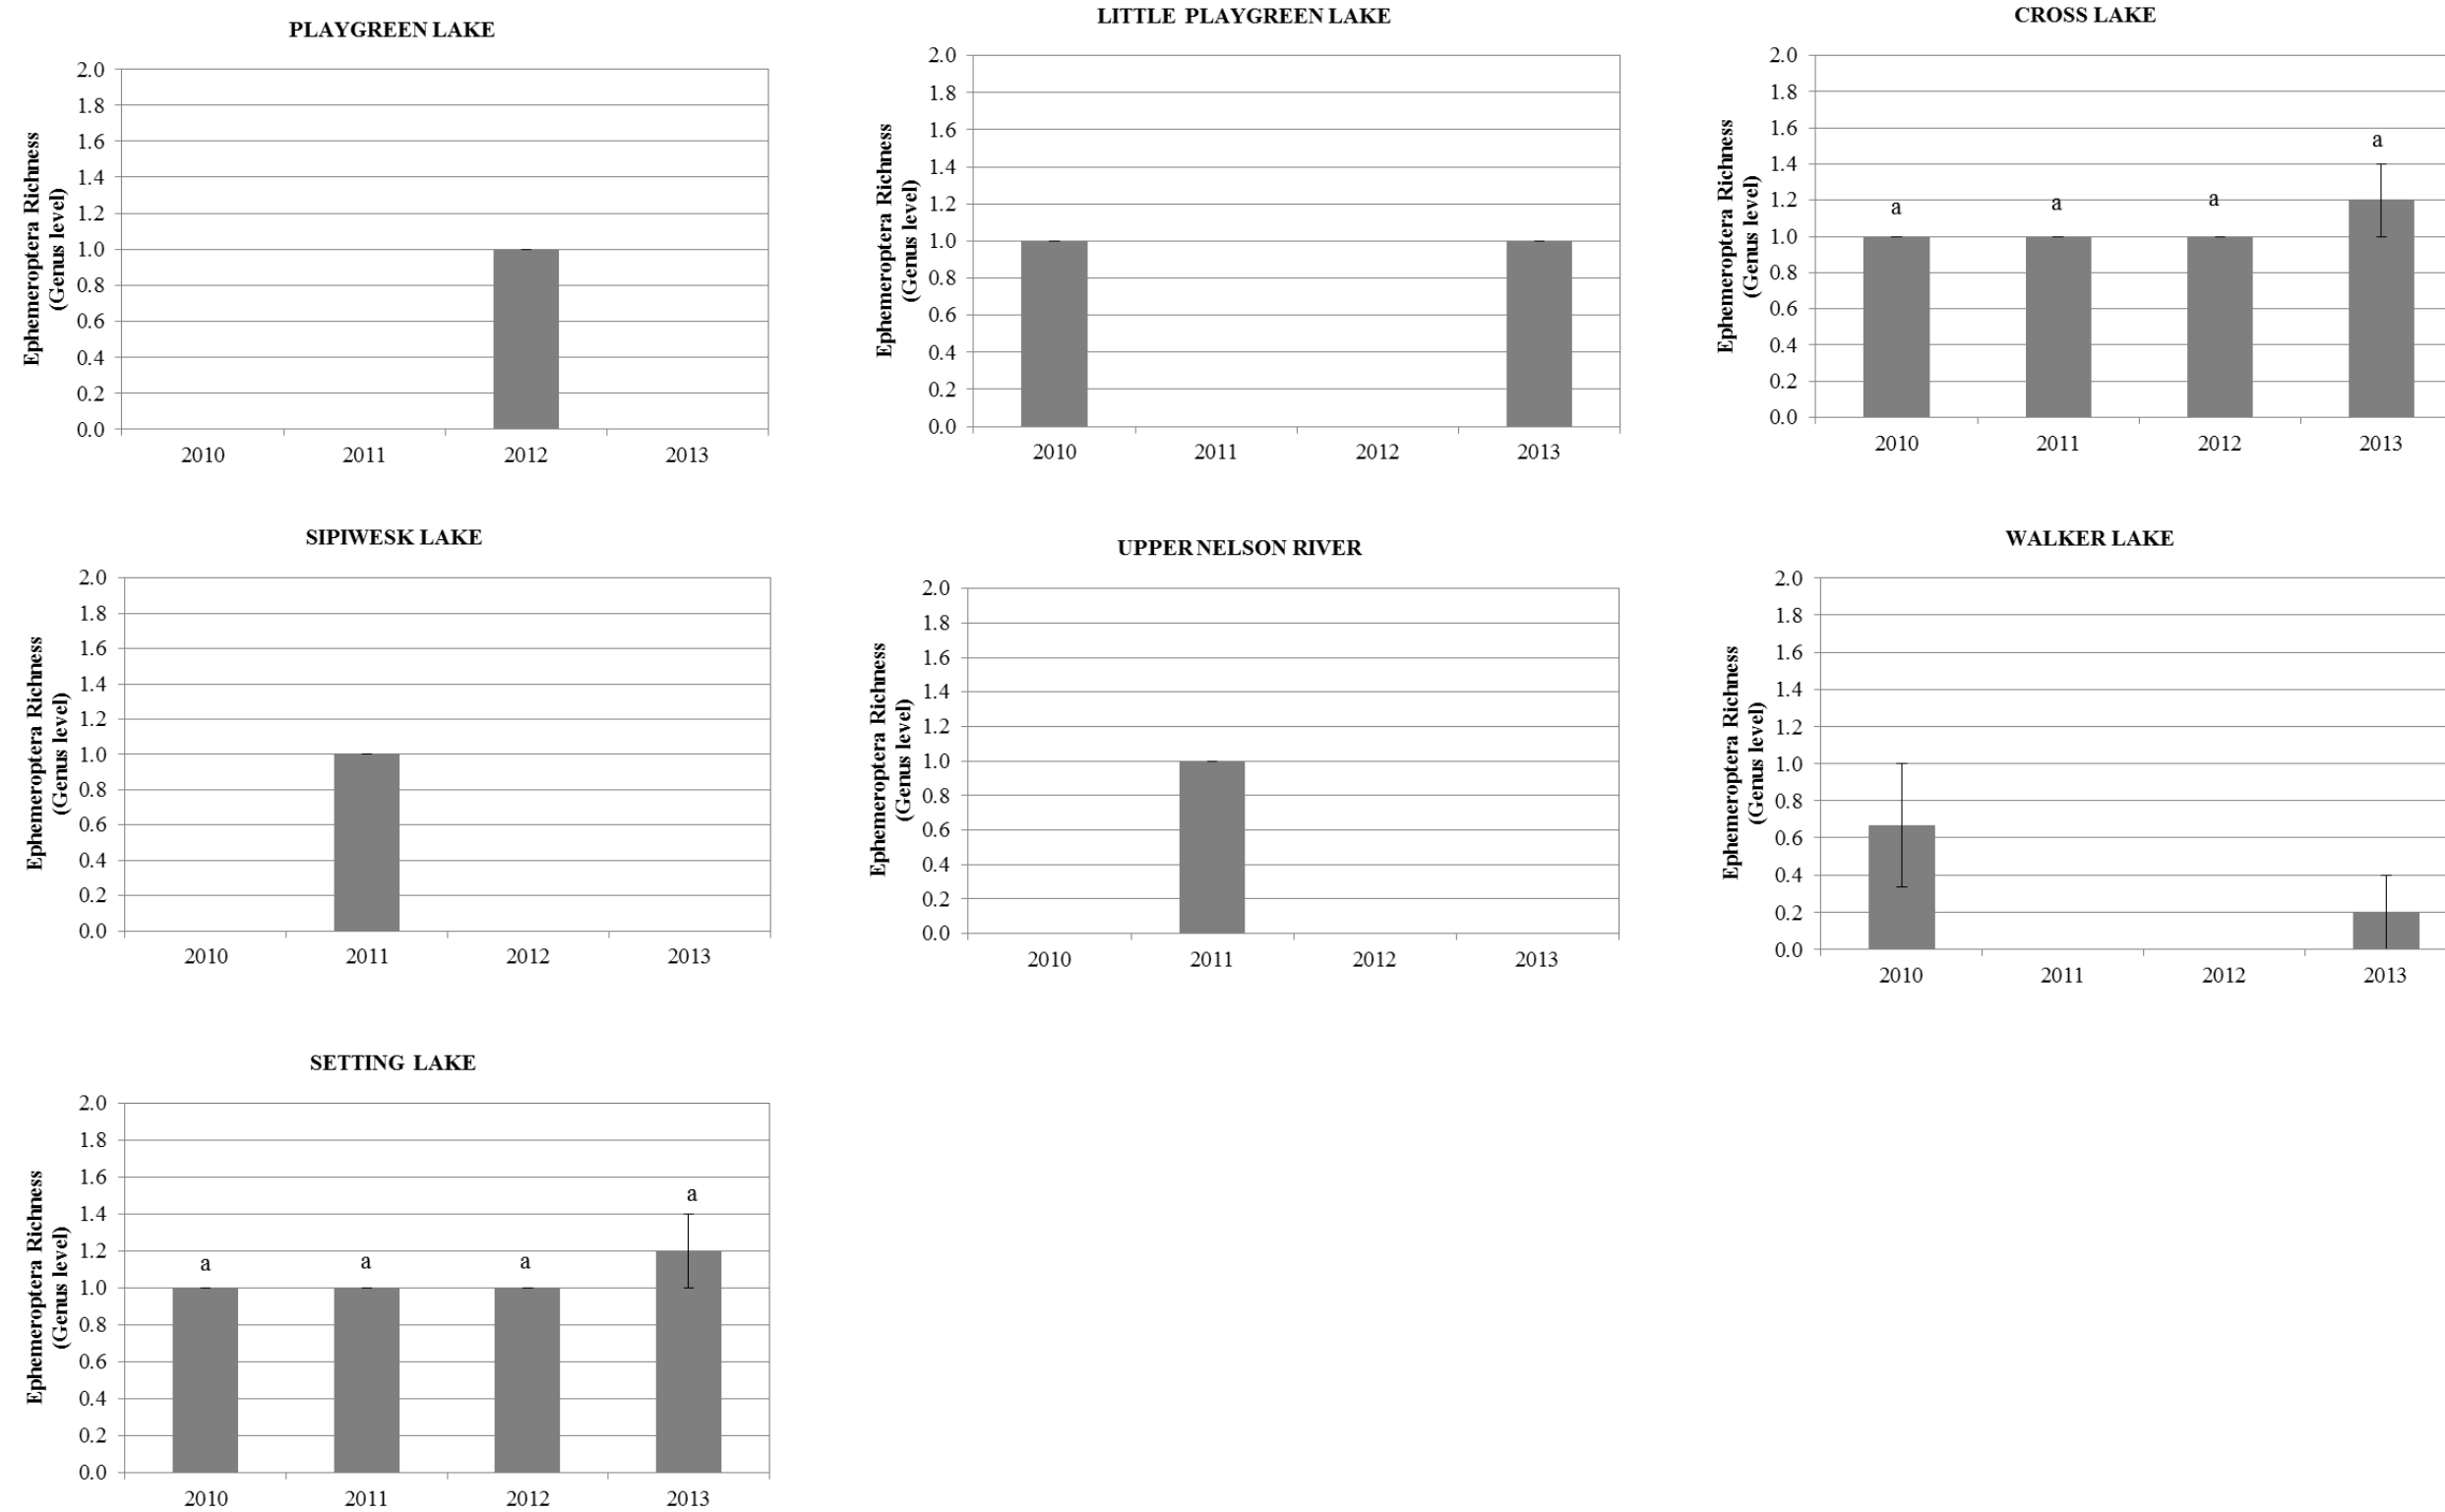 PLAYGREEN LAKE
Ephemeroptera Richness
(Genus level)
2.0
1.8
1.6
1.4
1.2
1.0
0.8
0.6
0.4
0.2
0.0
2010 2011 2012 2013
LITTLE PLAYGREEN LAKE
Ephemeroptera Richness
(Genus level)
2.0
1.8
1.6
1.4
1.2
1.0
0.8
0.6
0.4
0.2
0.0
2010 2011 2012 2013
CROSS LAKE
Ephemeroptera Richness
(Genus level)
2.0
1.8
1.6
1.4
1.2
1.0
0.8
0.6
0.4
0.2
0.0
a a a a
2010 2011 2012 2013
SIPIWESK LAKE
Ephemeroptera Richness
(Genus level)
2.0
1.8
1.6
1.4
1.2
1.0
0.8
0.6
0.4
0.2
0.0
2010 2011 2012 2013
UPPER NELSON RIVER
Ephemeroptera Richness
(Genus level)
2.0
1.8
1.6
1.4
1.2
1.0
0.8
0.6
0.4
0.2
0.0
2010 2011 2012 2013
WALKER LAKE
Ephemeroptera Richness
(Genus level)
2.0
1.8
1.6
1.4
1.2
1.0
0.8
0.6
0.4
0.2
0.0
2010 2011 2012 2013
SETTING LAKE
Ephemeroptera Richness
(Genus level)
2.0
1.8
1.6
1.4
1.2
1.0
0.8
0.6
0.4
0.2
0.0
a a a a
2010 2011 2012 2013